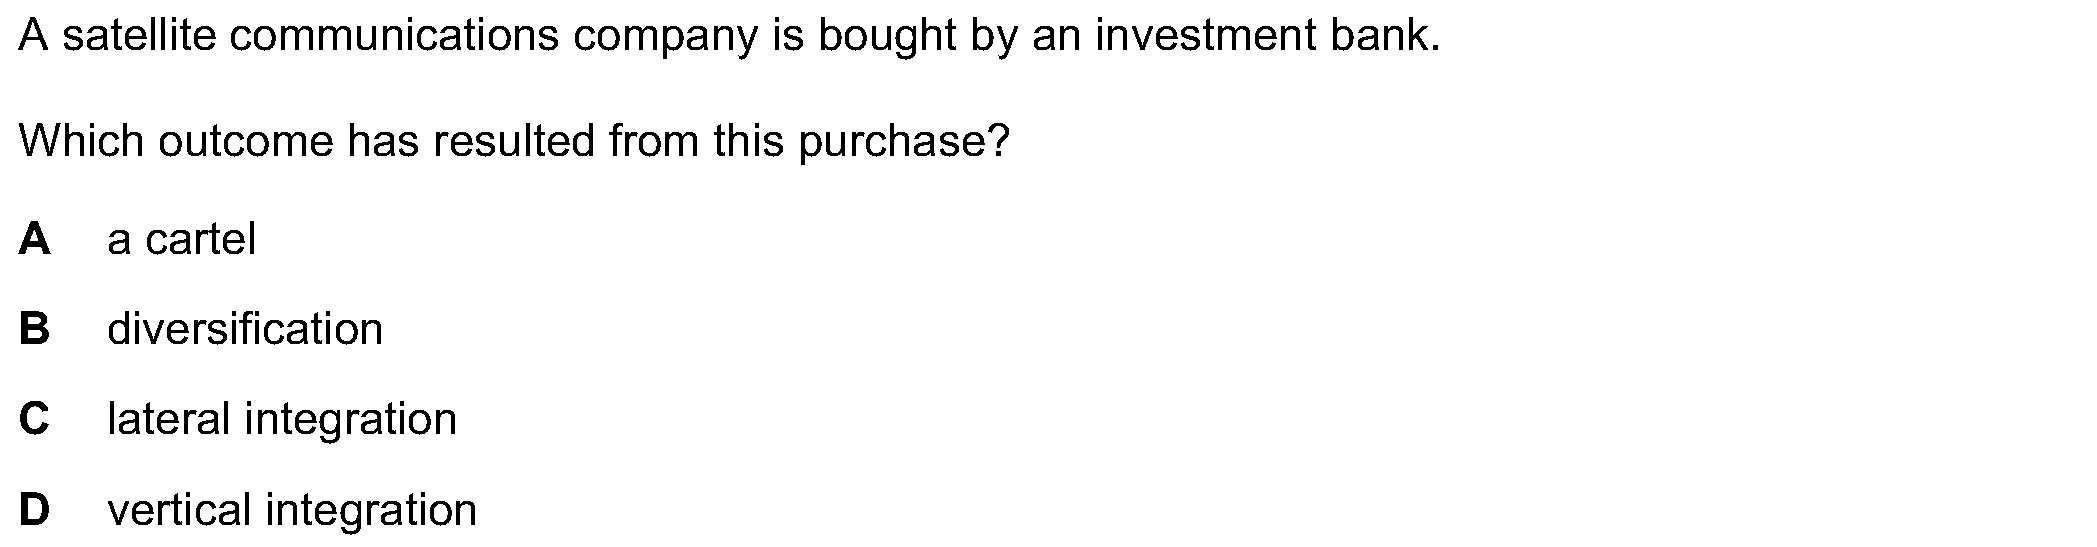 A satellite communications company is bought by an investment bank.
Which outcome has resulted from this purchase?
A a cartel
B diversification
C lateral integration
D vertical integration